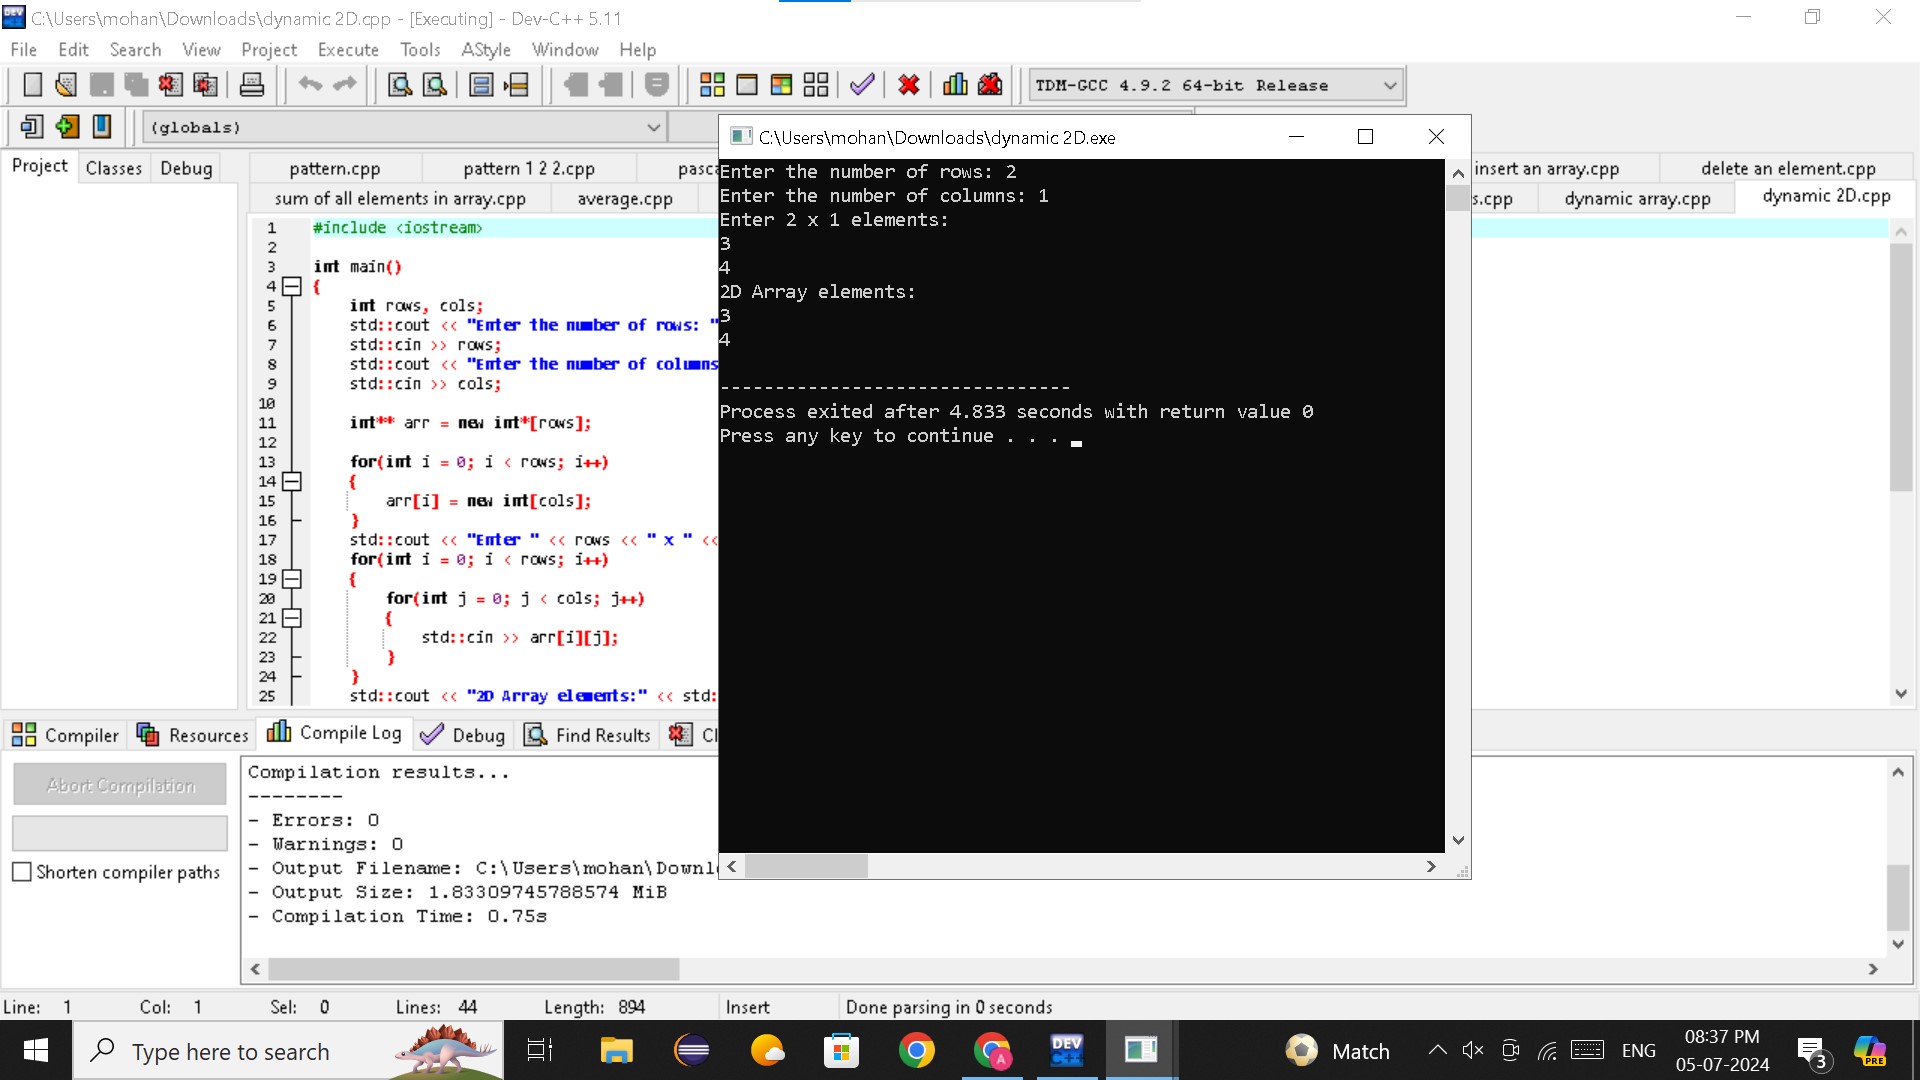 C:\Users\mohan\Downloads\dynamic 2D.cpp - [Executing] - Dev-C++ 5.11
File Edit Search View Project Execute Tools AStyle Window Help
TDM-GCC 4.9.2 64-bit Release
(globals)
Project Classes Debug
pattern.cpp pattern 1 2 2.cpp pasc insert an array.cpp delete an element.cpp
sum of all elements in array.cpp average.cpp s.cpp dynamic array.cpp dynamic 2D.cpp
1 #include <iostream>
2
3 int main()
4 {
5 int rows, cols;
6 std::cout << "Enter the number of rows: "
7 std::cin >> rows;
8 std::cout << "Enter the number of columns
9 std::cin >> cols;
10
11 int** arr = new int*[rows];
12
13 for(int i = 0; i < rows; i++)
14 {
15 arr[i] = new int[cols];
16 }
17 std::cout << "Enter " << rows << " x " <<
18 for(int i = 0; i < rows; i++)
19 {
20 for(int j = 0; j < cols; j++)
21 {
22 std::cin >> arr[i][j];
23 }
24 }
25 std::cout << "2D Array elements:" << std:
C:\Users\mohan\Downloads\dynamic 2D.exe
Enter the number of rows: 2
Enter the number of columns: 1
Enter 2 x 1 elements:
3
4
2D Array elements:
3
4
--------------------------------
Process exited after 4.833 seconds with return value 0
Press any key to continue . . .
Compiler Resources Compile Log Debug Find Results Cl
Abort Compilation
Shorten compiler paths
Compilation results...
--------
- Errors: 0
- Warnings: 0
- Output Filename: C:\Users\mohan\Downl
- Output Size: 1.83309745788574 MiB
- Compilation Time: 0.75s
Line: 1 Col: 1 Sel: 0 Lines: 44 Length: 894 Insert Done parsing in 0 seconds
Type here to search
DEV C++
A
Match
ENG
08:37 PM
05-07-2024
3
PRE